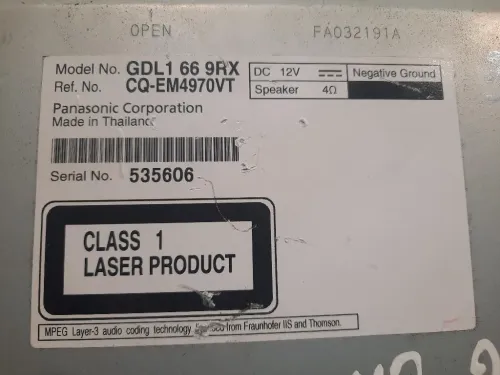 OPEN FA032191A
Model No. GDL1 66 9RX
DC 12V Negative Ground
Ref. No. CQ-EM4970VT
Speaker 4Ω
Panasonic Corporation
Made in Thailand
Serial No. 535606
CLASS 1
LASER PRODUCT
MPEG Layer-3 audio coding technology from Fraunhofer IIS and Thomson.